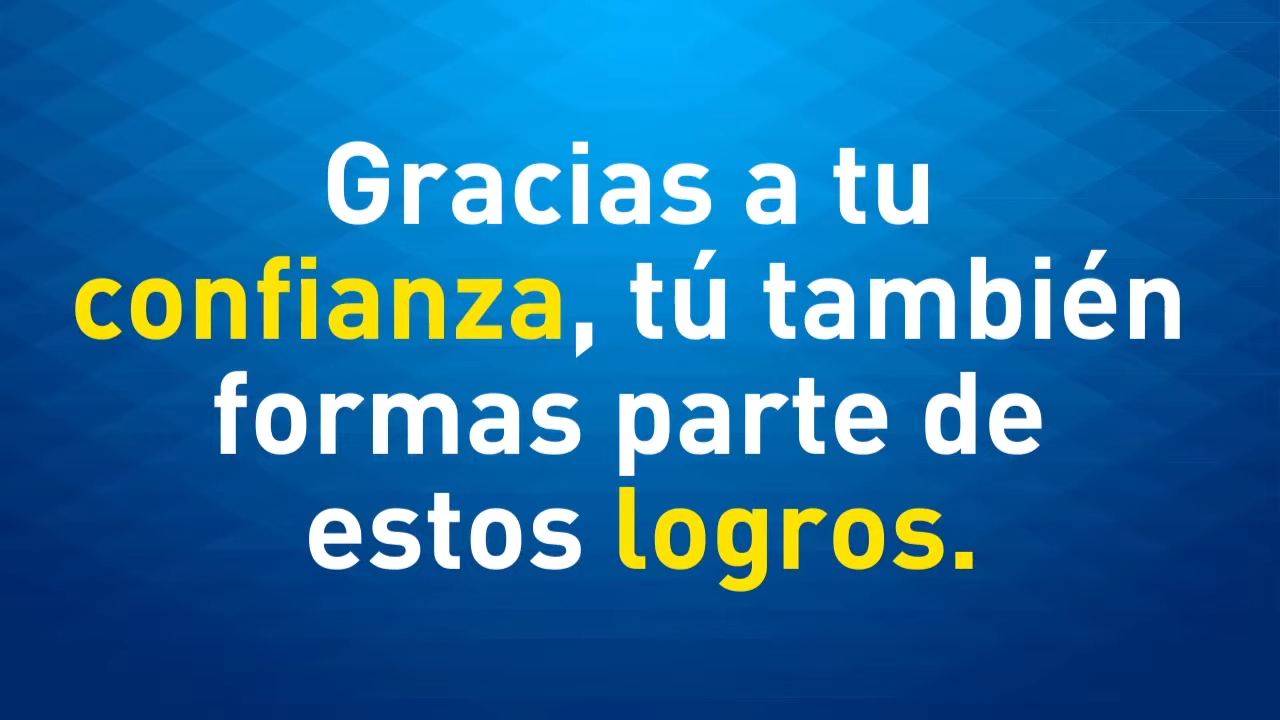 Gracias a tu
confianza, tú también
formas parte de
estos logros.